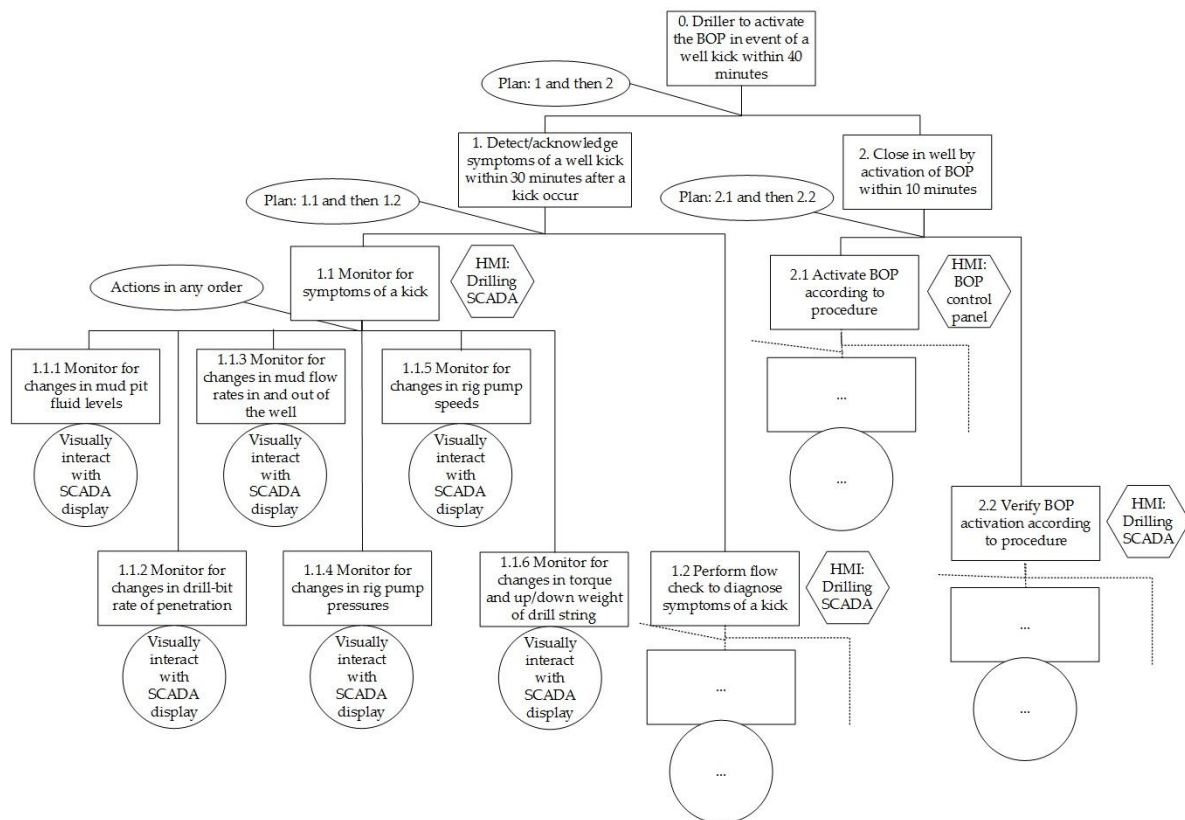 0. Driller to activate
the BOP in event of a
well kick within 40
minutes
Plan: 1 and then 2
1. Detect/acknowledge
symptoms of a well kick
within 30 minutes after a
kick occur
2. Close in well by
activation of BOP
within 10 minutes
Plan: 1.1 and then 1.2
Plan: 2.1 and then 2.2
1.1 Monitor for
symptoms of a kick
HMI:
Drilling
SCADA
2.1 Activate BOP
according to
procedure
HMI:
BOP
control
panel
Actions in any order
1.1.1 Monitor for
changes in mud pit
fluid levels
1.1.3 Monitor for
changes in mud flow
rates in and out of
the well
1.1.5 Monitor for
changes in rig pump
speeds
...
Visually
interact
with
SCADA
display
Visually
interact
with
SCADA
display
Visually
interact
with
SCADA
display
...
2.2 Verify BOP
activation according
to procedure
HMI:
Drilling
SCADA
1.1.2 Monitor for
changes in drill-bit
rate of penetration
1.1.4 Monitor for
changes in rig pump
pressures
1.1.6 Monitor for
changes in torque
and up/down weight
of drill string
1.2 Perform flow
check to diagnose
symptoms of a kick
HMI:
Drilling
SCADA
...
Visually
interact
with
SCADA
display
Visually
interact
with
SCADA
display
Visually
interact
with
SCADA
display
...
...
...